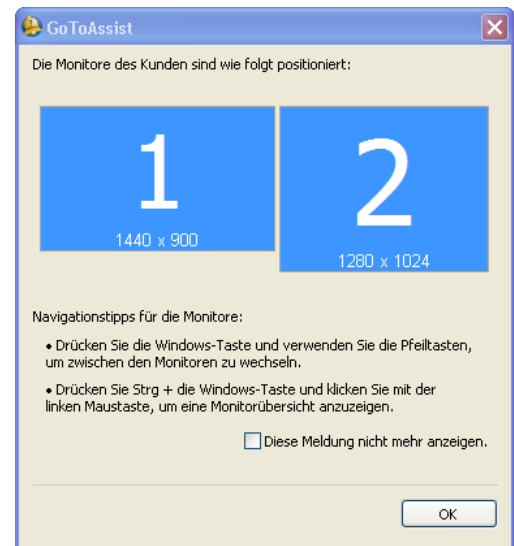 GoToAssist
Die Monitore des Kunden sind wie folgt positioniert:
1
1440 x 900
2
1280 x 1024
Navigationstipps für die Monitore:
• Drücken Sie die Windows-Taste und verwenden Sie die Pfeiltasten,
um zwischen den Monitoren zu wechseln.
• Drücken Sie Strg + die Windows-Taste und klicken Sie mit der
linken Maustaste, um eine Monitorübersicht anzuzeigen.
Diese Meldung nicht mehr anzeigen.
OK